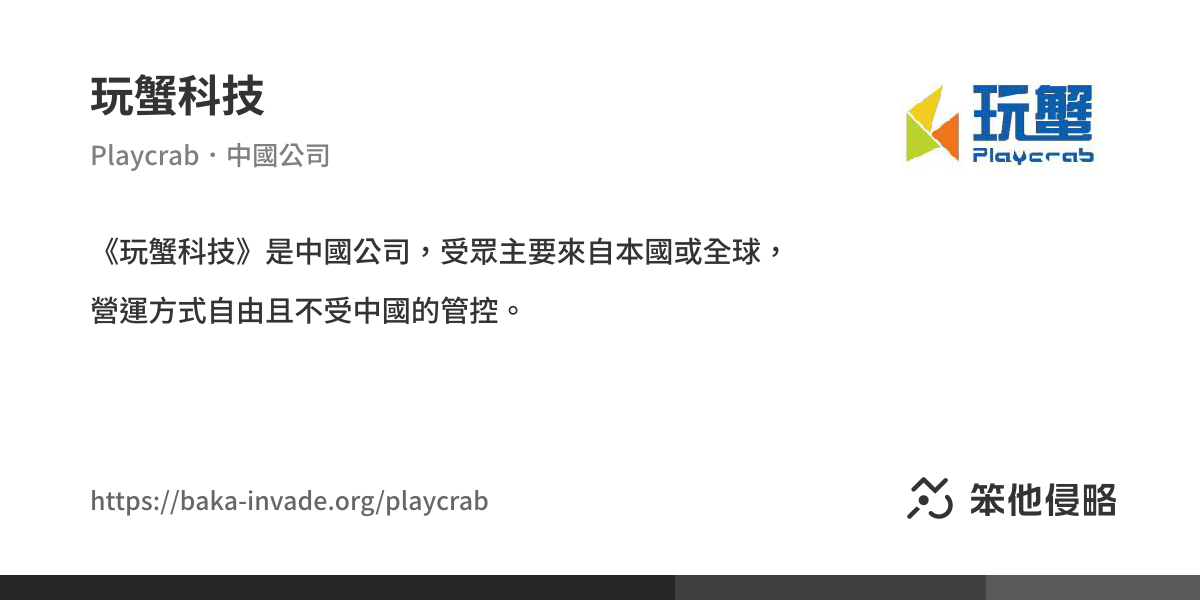 玩蟹科技
Playcrab・中國公司
玩蟹
Playcrab
《玩蟹科技》是中國公司，受眾主要來自本國或全球，
營運方式自由且不受中國的管控。
https://baka-invade.org/playcrab
笨他侵略